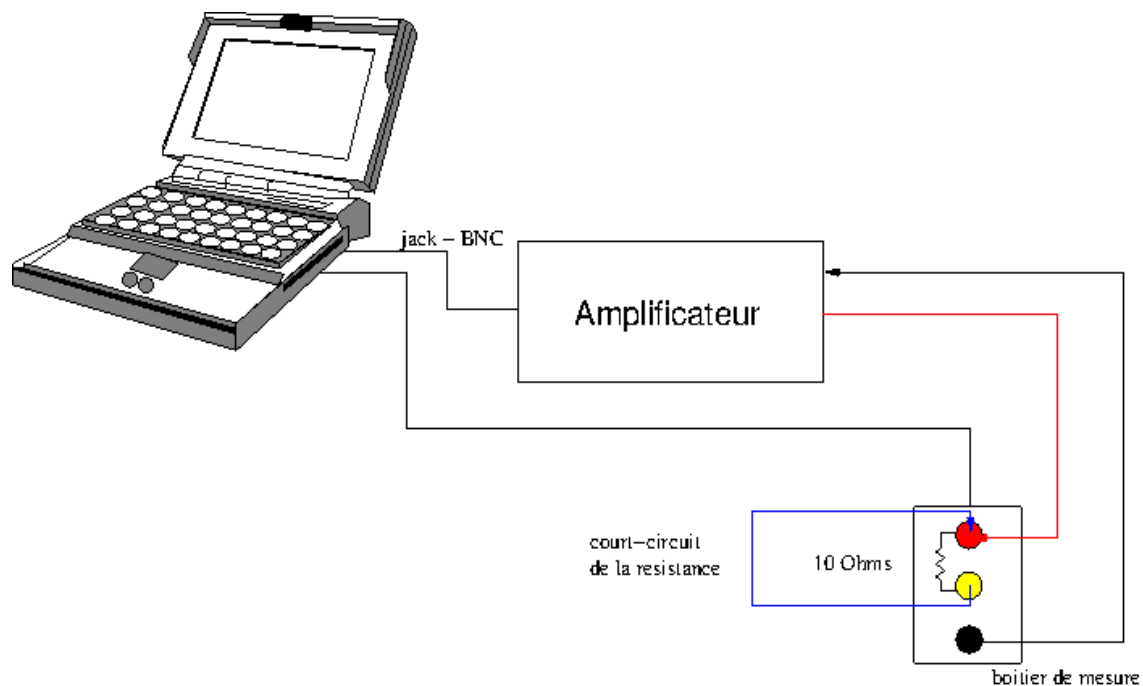 jack – BNC
Amplificateur
court–circuit
de la resistance
10 Ohms
boitier de mesure